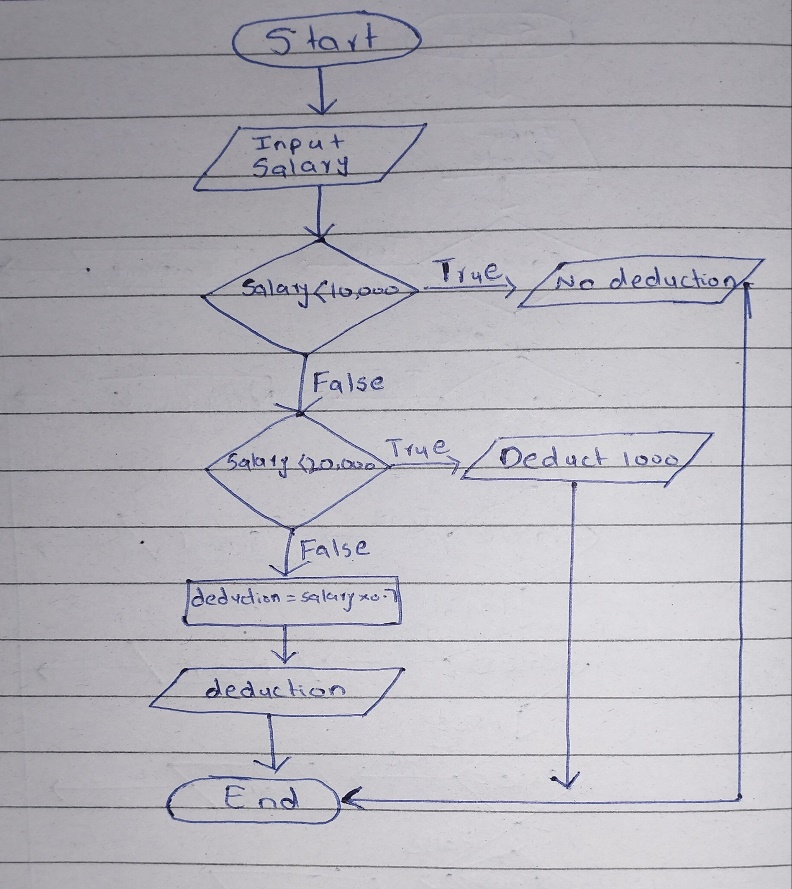 Start
Input
Salary
Salary<10,000
True
No deduction
False
Salary<20,000
True
Deduct 1000
False
deduction = salary x0.7
deduction
End